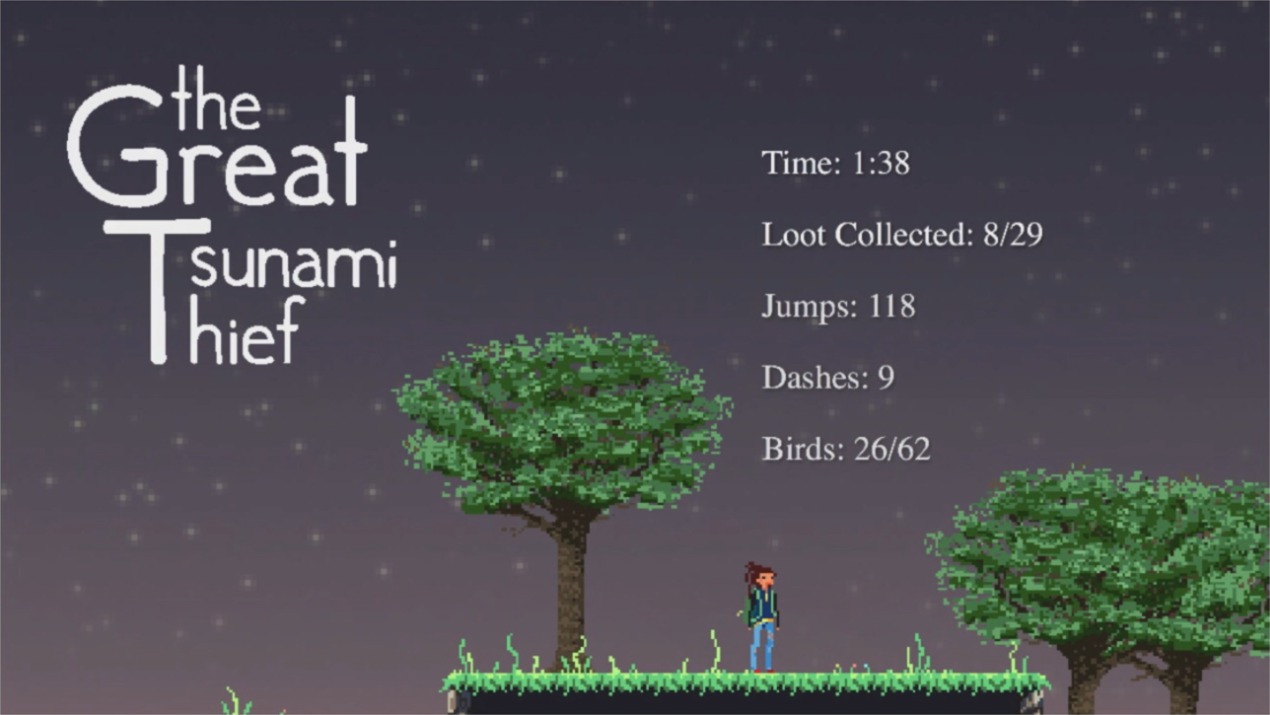 the
Great
Tsunami
Thief
Time: 1:38
Loot Collected: 8/29
Jumps: 118
Dashes: 9
Birds: 26/62